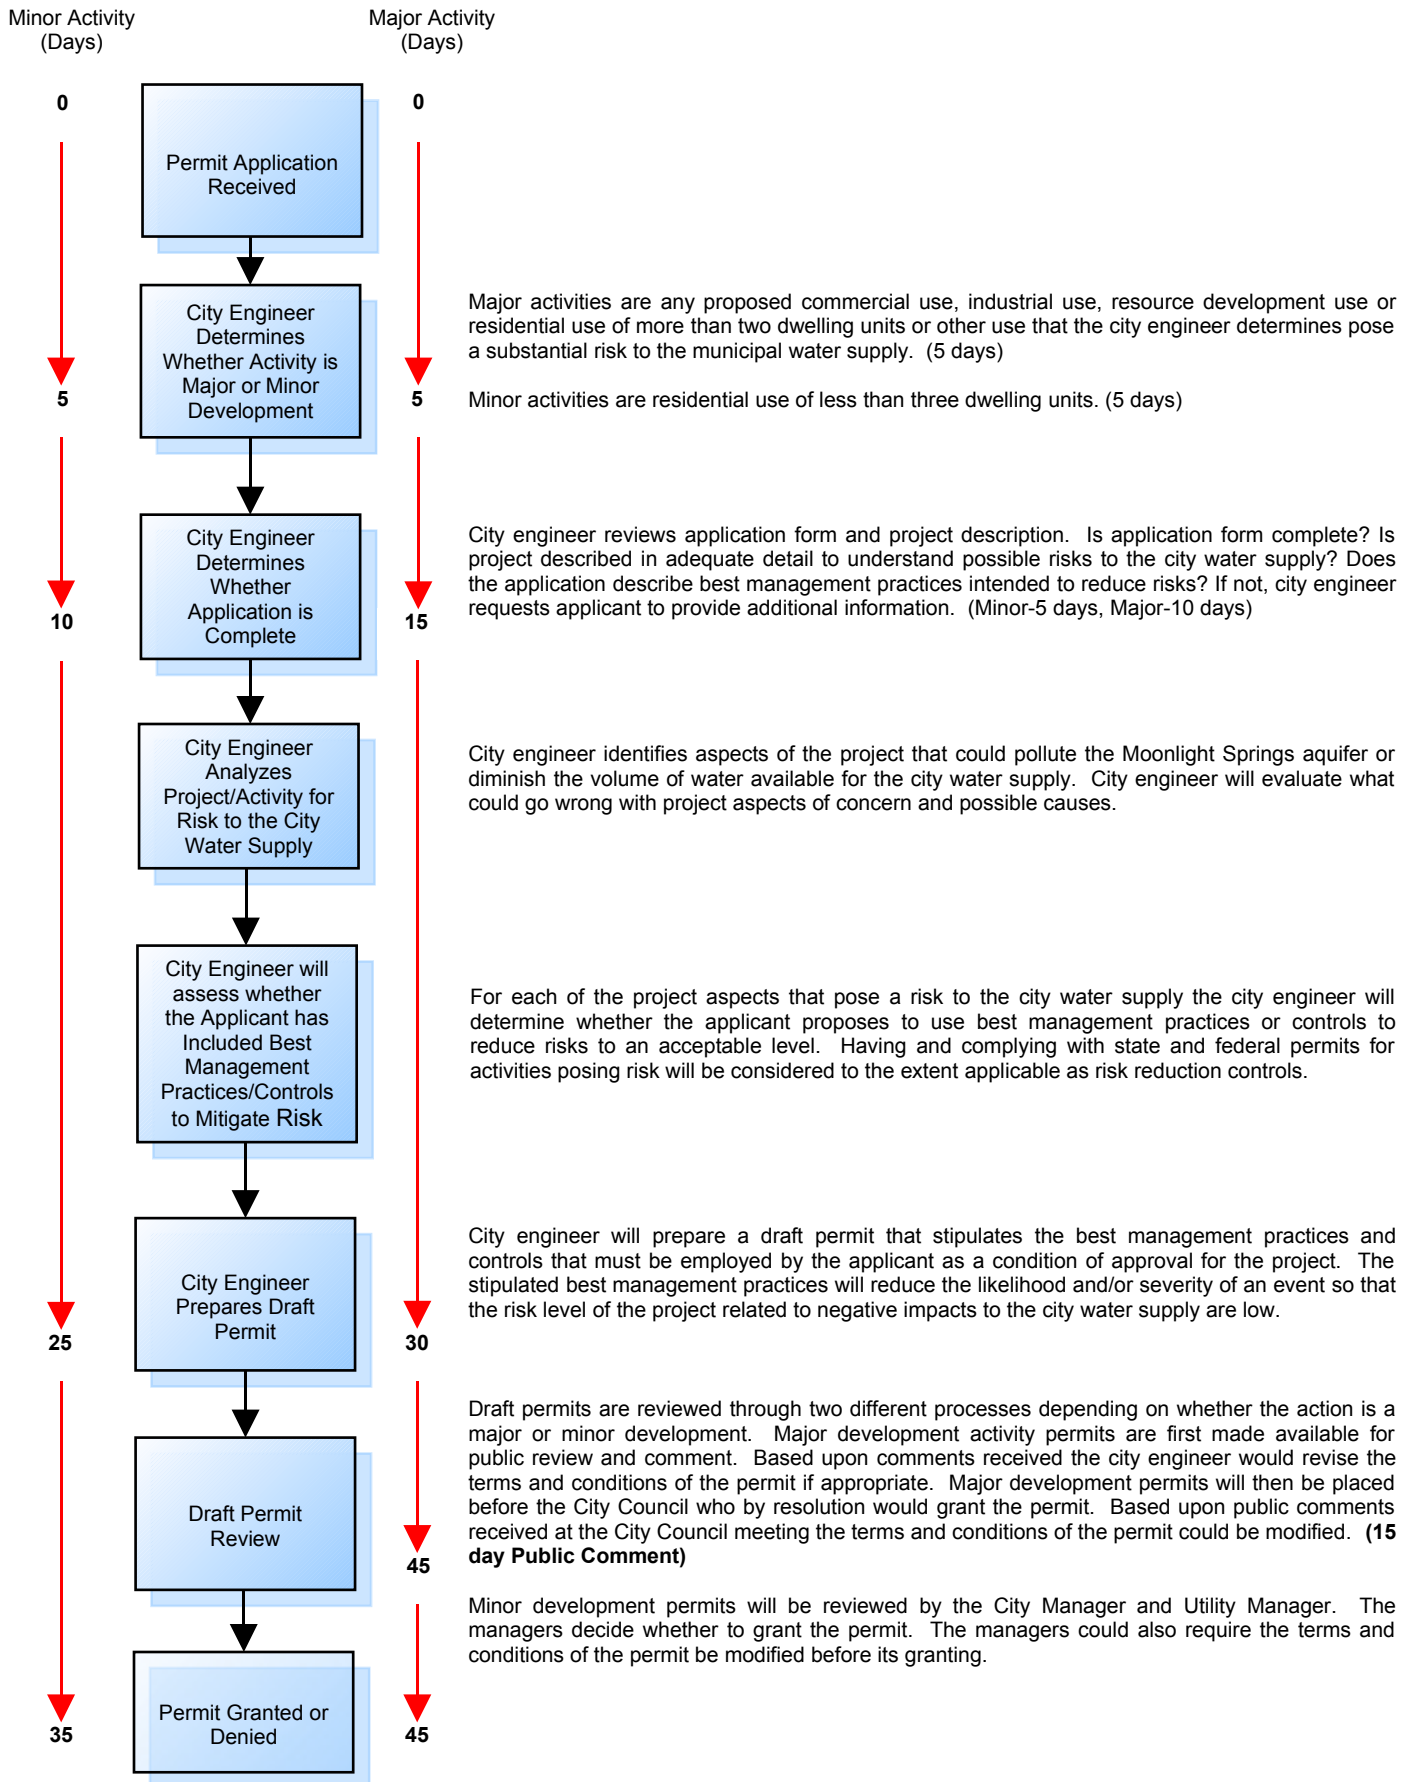 Minor Activity
(Days)
Major Activity
(Days)
0
0
Permit Application
Received
City Engineer
Determines
Whether Activity is
Major or Minor
Development
Major activities are any proposed commercial use, industrial use, resource development use or
residential use of more than two dwelling units or other use that the city engineer determines pose
a substantial risk to the municipal water supply. (5 days)
5
5
Minor activities are residential use of less than three dwelling units. (5 days)
City Engineer
Determines
Whether
Application is
Complete
City engineer reviews application form and project description. Is application form complete? Is
project described in adequate detail to understand possible risks to the city water supply? Does
the application describe best management practices intended to reduce risks? If not, city engineer
requests applicant to provide additional information. (Minor-5 days, Major-10 days)
10
15
City Engineer
Analyzes
Project/Activity for
Risk to the City
Water Supply
City engineer identifies aspects of the project that could pollute the Moonlight Springs aquifer or
diminish the volume of water available for the city water supply. City engineer will evaluate what
could go wrong with project aspects of concern and possible causes.
City Engineer will
assess whether
the Applicant has
Included Best
Management
Practices/Controls
to Mitigate Risk
For each of the project aspects that pose a risk to the city water supply the city engineer will
determine whether the applicant proposes to use best management practices or controls to
reduce risks to an acceptable level. Having and complying with state and federal permits for
activities posing risk will be considered to the extent applicable as risk reduction controls.
City Engineer
Prepares Draft
Permit
City engineer will prepare a draft permit that stipulates the best management practices and
controls that must be employed by the applicant as a condition of approval for the project. The
stipulated best management practices will reduce the likelihood and/or severity of an event so that
the risk level of the project related to negative impacts to the city water supply are low.
25
30
Draft Permit
Review
Draft permits are reviewed through two different processes depending on whether the action is a
major or minor development. Major development activity permits are first made available for
public review and comment. Based upon comments received the city engineer would revise the
terms and conditions of the permit if appropriate. Major development permits will then be placed
before the City Council who by resolution would grant the permit. Based upon public comments
received at the City Council meeting the terms and conditions of the permit could be modified. (15
day Public Comment)
45
Minor development permits will be reviewed by the City Manager and Utility Manager. The
managers decide whether to grant the permit. The managers could also require the terms and
conditions of the permit be modified before its granting.
Permit Granted or
Denied
35
45